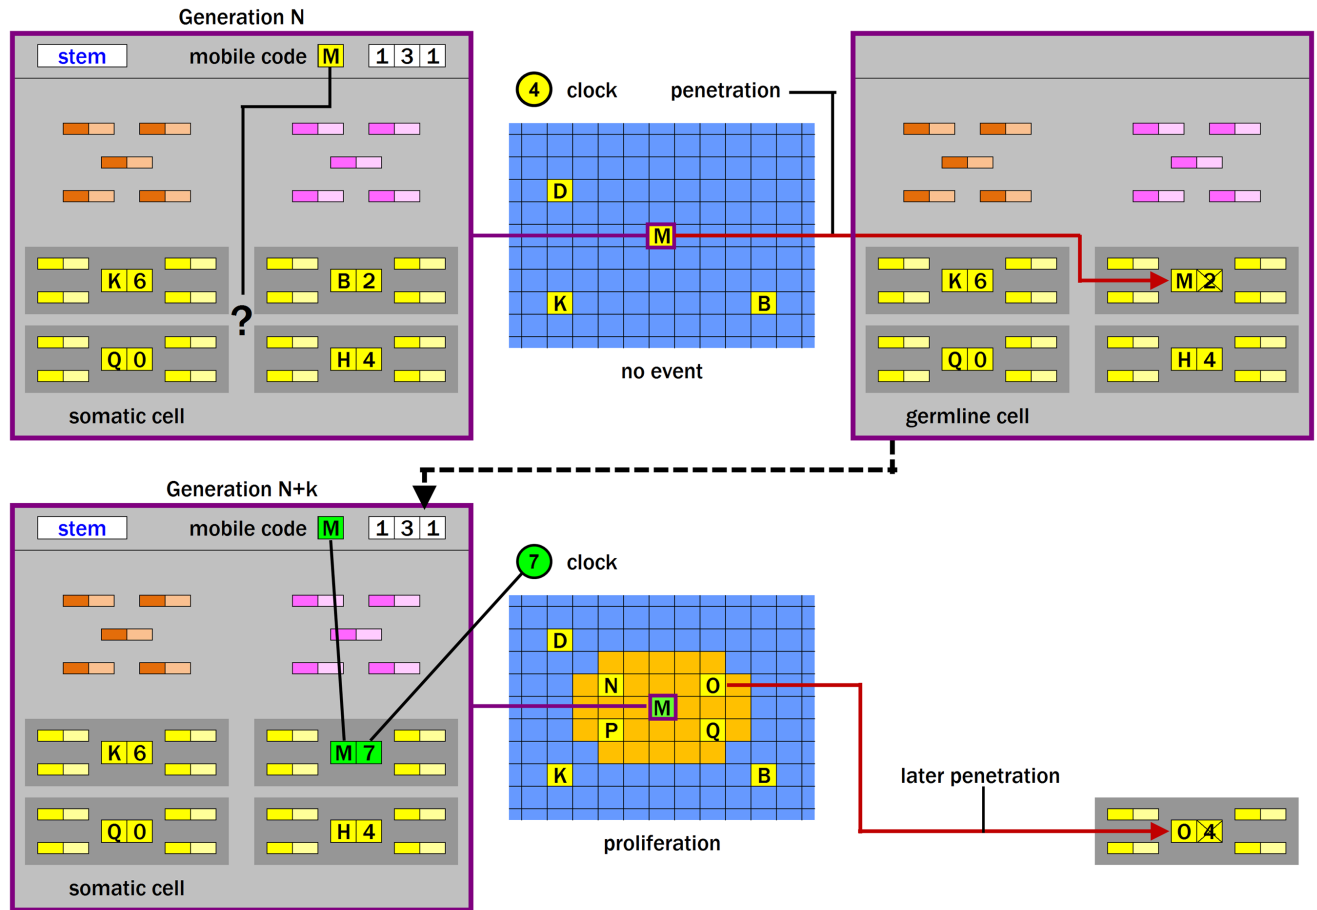 Generation N
stem mobile code M 1 3 1
4 clock penetration
D
M
K 6 B 2
K B
?
Q 0 H 4
no event
somatic cell
K 6 M 2
Q 0 H 4
germline cell
Generation N+k
stem mobile code M 1 3 1
7 clock
D
N O
M
P Q
K 6 M 7
K B
Q 0 H 4
proliferation
somatic cell
later penetration
O 4